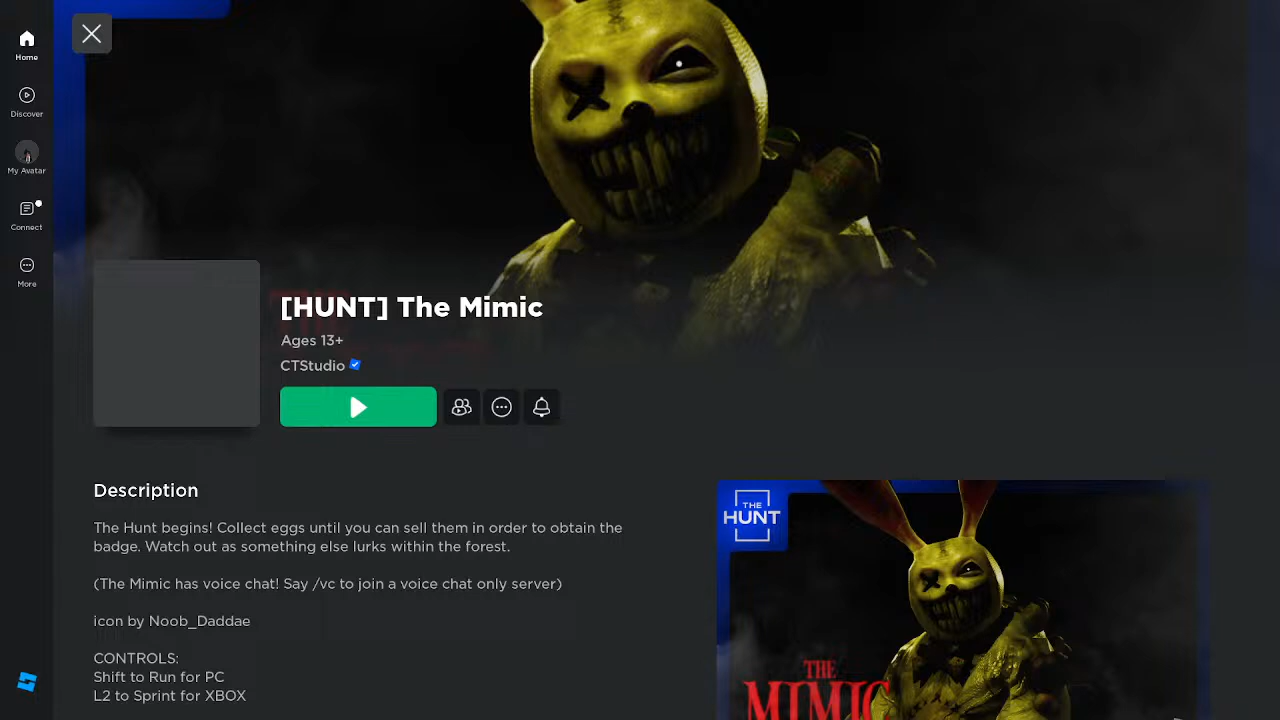 Home
Discover
My Avatar
Connect
More
[HUNT] The Mimic
Ages 13+
CTStudio
Description
The Hunt begins! Collect eggs until you can sell them in order to obtain the
badge. Watch out as something else lurks within the forest.
(The Mimic has voice chat! Say /vc to join a voice chat only server)
icon by Noob_Daddae
CONTROLS:
Shift to Run for PC
L2 to Sprint for XBOX
THE
HUNT
THE
MIMIC